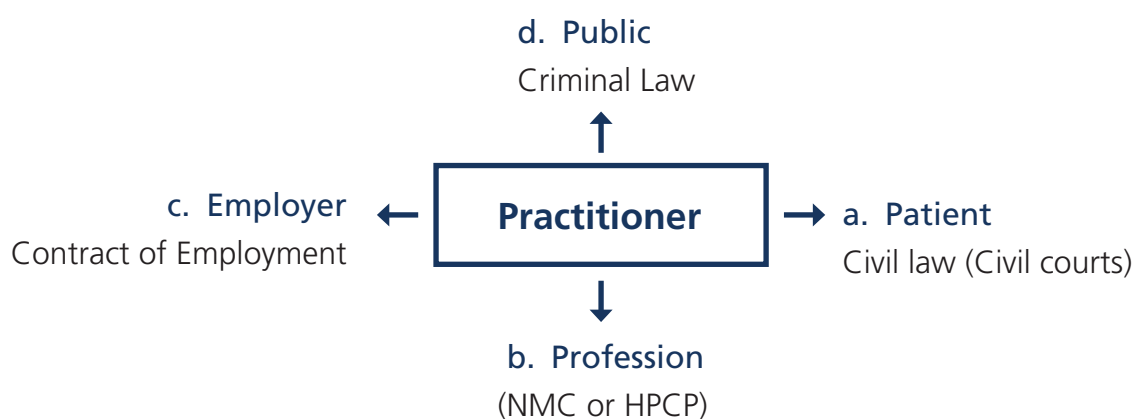 d. Public
Criminal Law
c. Employer
Contract of Employment
Practitioner
a. Patient
Civil law (Civil courts)
b. Profession
(NMC or HPCP)